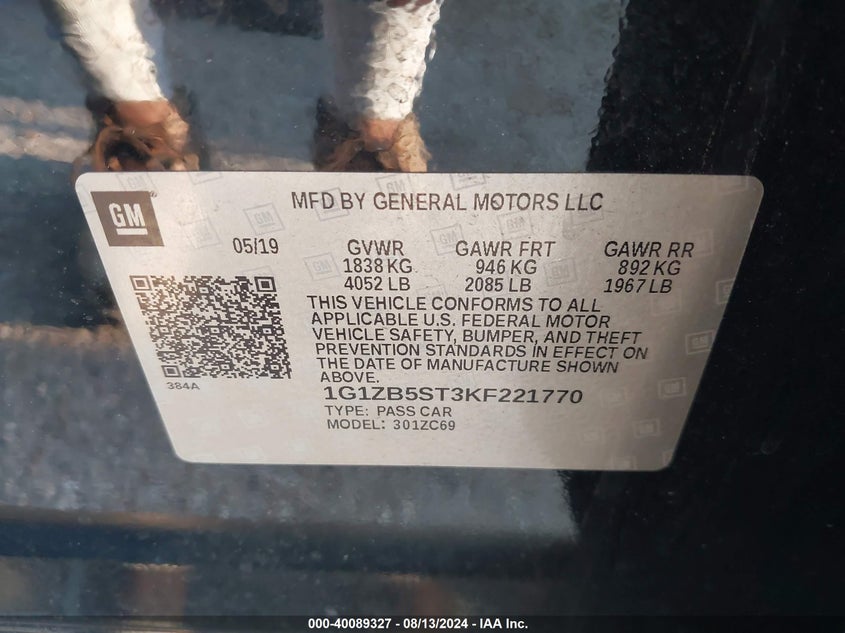 GM
MFD BY GENERAL MOTORS LLC
05/19 GVWR GAWR FRT GAWR RR
1838 KG 946 KG 892 KG
4052 LB 2085 LB 1967 LB
THIS VEHICLE CONFORMS TO ALL
APPLICABLE U.S. FEDERAL MOTOR
VEHICLE SAFETY, BUMPER, AND THEFT
PREVENTION STANDARDS IN EFFECT ON
THE DATE OF MANUFACTURE SHOWN
ABOVE.
384A
1G1ZB5ST3KF221770
TYPE: PASS CAR
MODEL: 301ZC69
000-40089327 - 08/13/2024 - IAA Inc.